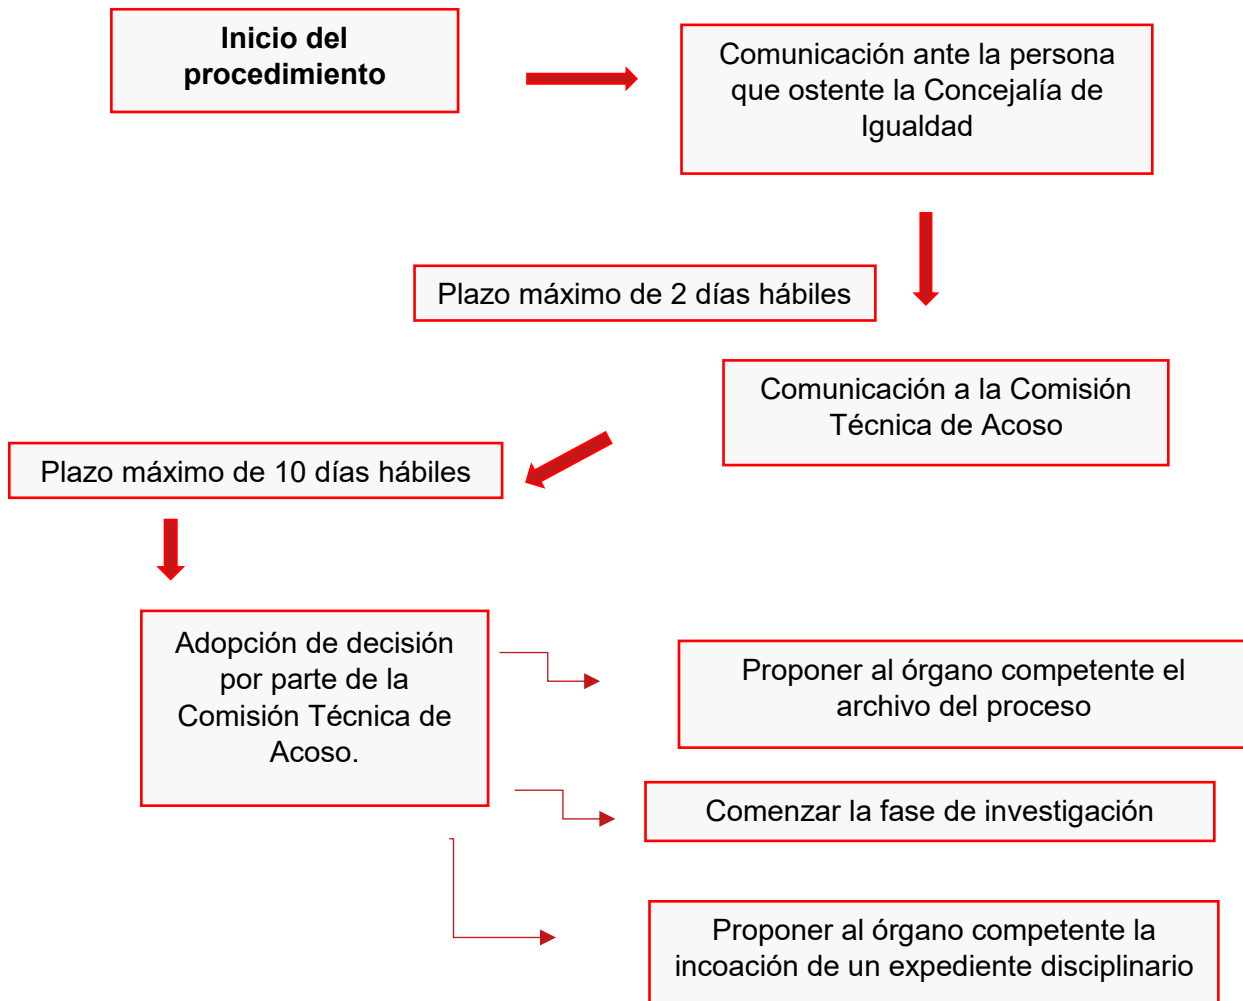 Inicio del
procedimiento
Comunicación ante la persona
que ostente la Concejalía de
Igualdad
Plazo máximo de 2 días hábiles
Comunicación a la Comisión
Técnica de Acoso
Plazo máximo de 10 días hábiles
Adopción de decisión
por parte de la
Comisión Técnica de
Acoso.
Proponer al órgano competente el
archivo del proceso
Comenzar la fase de investigación
Proponer al órgano competente la
incoación de un expediente disciplinario